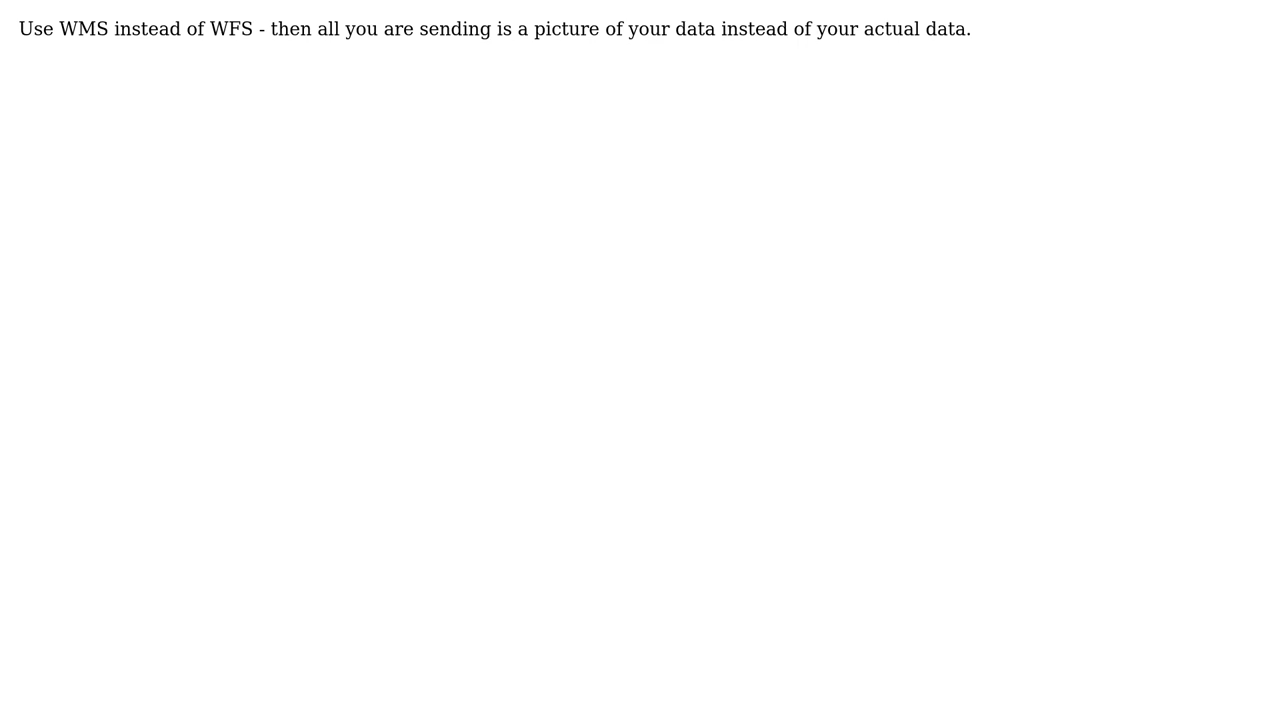 Use WMS instead of WFS - then all you are sending is a picture of your data instead of your actual data.